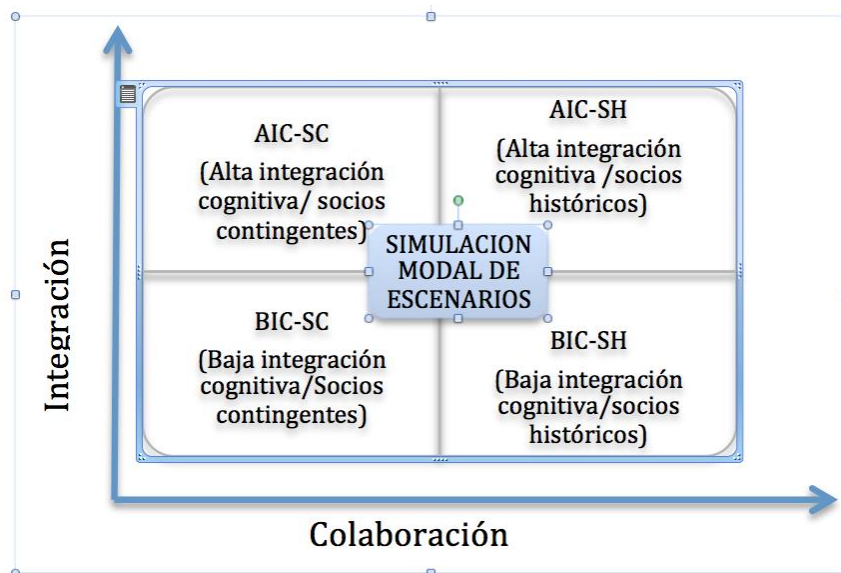 AIC-SC
(Alta integración
cognitiva/ socios
contingentes)
AIC-SH
(Alta integración
cognitiva /socios
históricos)
SIMULACION
MODAL DE
ESCENARIOS
BIC-SC
(Baja integración
cognitiva/Socios
contingentes)
BIC-SH
(Baja integración
cognitiva/socios
históricos)
Integración
Colaboración